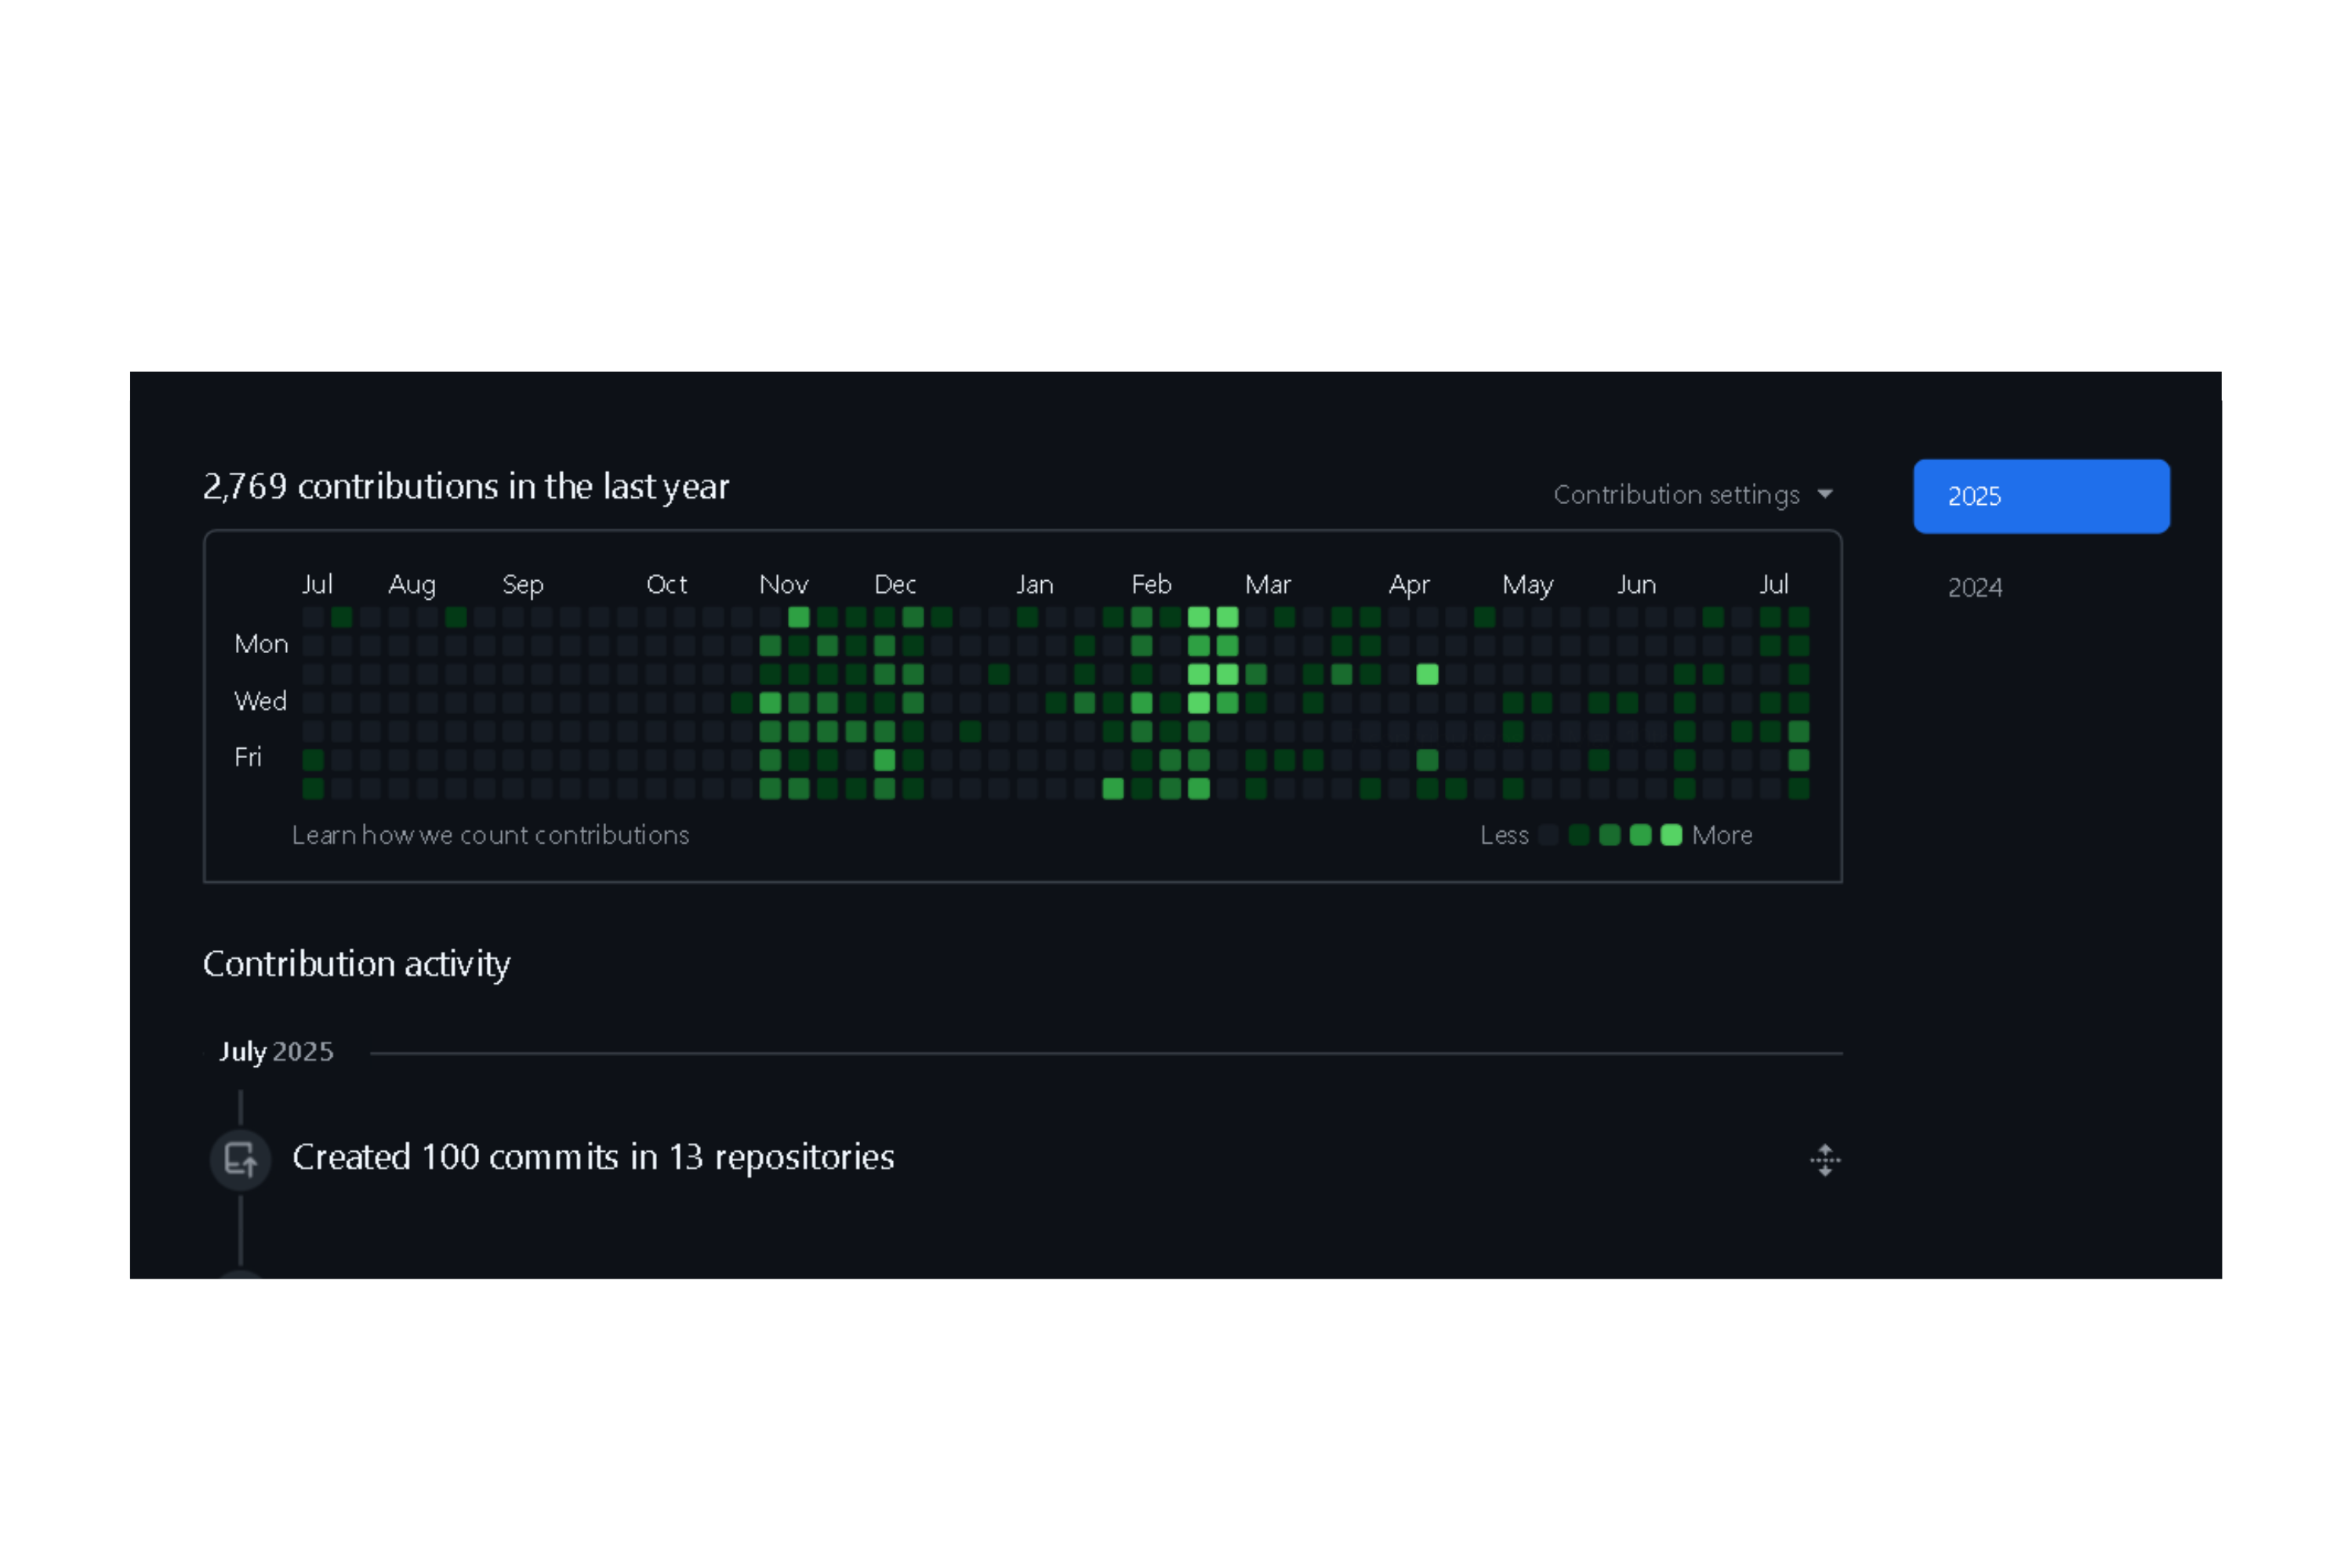 2,769 contributions in the last year
Contribution settings
2025
2024
Jul Aug Sep Oct Nov Dec Jan Feb Mar Apr May Jun Jul
Mon
Wed
Fri
Learn how we count contributions
Less More
Contribution activity
July 2025
Created 100 commits in 13 repositories